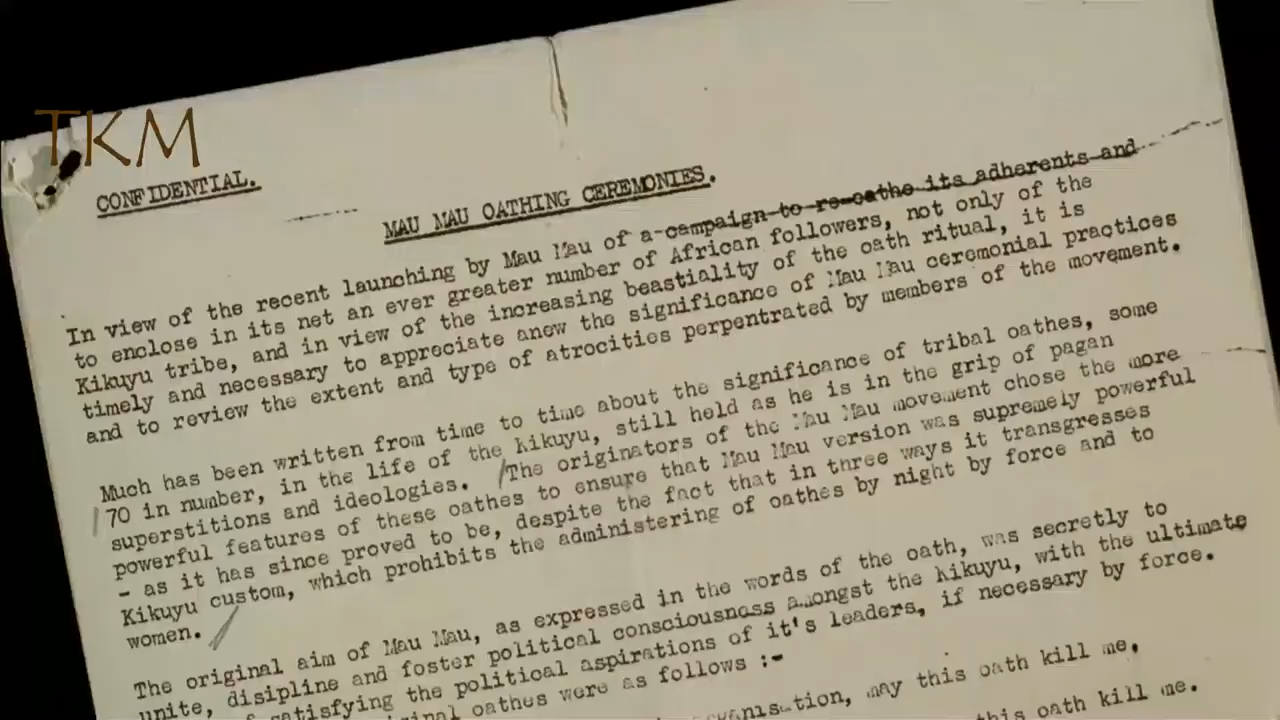 TKM
CONFIDENTIAL.
MAU MAU OATHING CEREMONIES.
In view of the recent launching by Mau Mau of a campaign to re-oathe its adherents and
to enclose in its net an ever greater number of African followers, not only of the
Kikuyu tribe, and in view of the increasing beastiality of the oath ritual, it is
timely and necessary to appreciate anew the significance of Mau Mau ceremonial practices
and to review the extent and type of atrocities perpentrated by members of the movement.
Much has been written from time to time about the significance of tribal oathes, some
70 in number, in the life of the Kikuyu, still held as he is in the grip of pagan
superstitions and ideologies. The originators of the Mau Mau movement chose the more
powerful features of these oathes to ensure that Mau Mau version was supremely powerful
- as it has since proved to be, despite the fact that in three ways it transgresses
Kikuyu custom, which prohibits the administering of oathes by night by force and to
women.
The original aim of Mau Mau, as expressed in the words of the oath, was secretly to
unite, disipline and foster political consciousness amongst the Kikuyu, with the ultimate
satisfying the political aspirations of it's leaders, if necessary by force.
oathes were as follows :-
may this oath kill me,
this oath kill me.